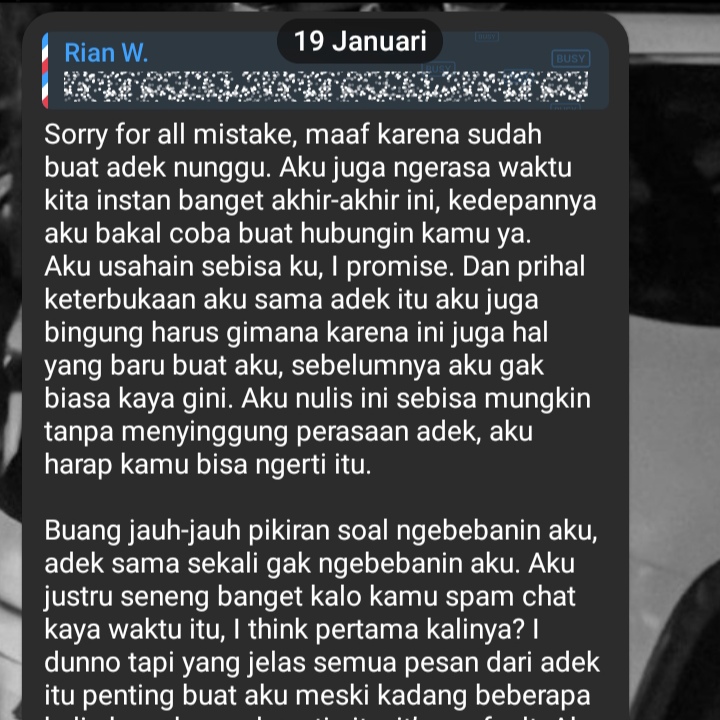 19 Januari
Rian W.
BUSY
Sorry for all mistake, maaf karena sudah
buat adek nunggu. Aku juga ngerasa waktu
kita instan banget akhir-akhir ini, kedepannya
aku bakal coba buat hubungin kamu ya.
Aku usahain sebisa ku, I promise. Dan prihal
keterbukaan aku sama adek itu aku juga
bingung harus gimana karena ini juga hal
yang baru buat aku, sebelumnya aku gak
biasa kaya gini. Aku nulis ini sebisa mungkin
tanpa menyinggung perasaan adek, aku
harap kamu bisa ngerti itu.
Buang jauh-jauh pikiran soal ngebebanin aku,
adek sama sekali gak ngebebanin aku. Aku
justru seneng banget kalo kamu spam chat
kaya waktu itu, I think pertama kalinya? I
dunno tapi yang jelas semua pesan dari adek
itu penting buat aku meski kadang beberapa